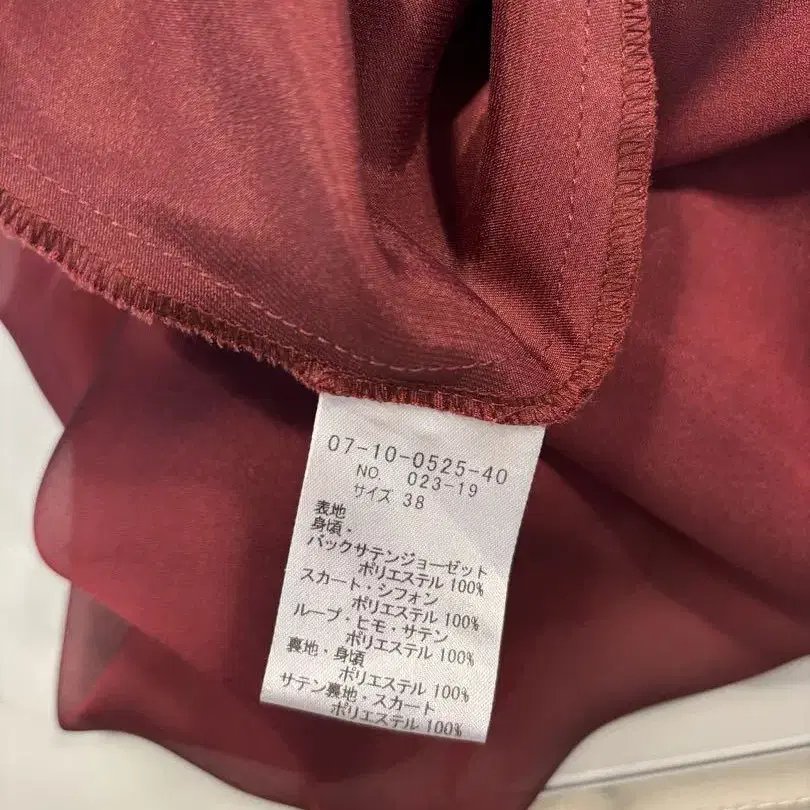 07-10-0525-40
NO. 023-19
サイズ 38
表地
身頃・
バックサテンジョーゼット
ポリエステル 100%
スカート・シフォン
ポリエステル 100%
ループ・ヒモ・サテン
ポリエステル 100%
裏地・身頃
ポリエステル 100%
サテン裏地・スカート
ポリエステル 100%